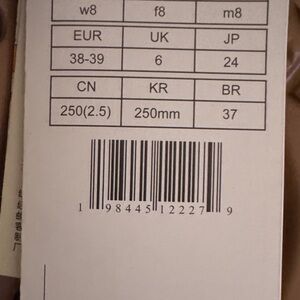 w8 f8 m8
EUR UK JP
38-39 6 24
CN KR BR
250(2.5) 250mm 37
1 98445 12227 9